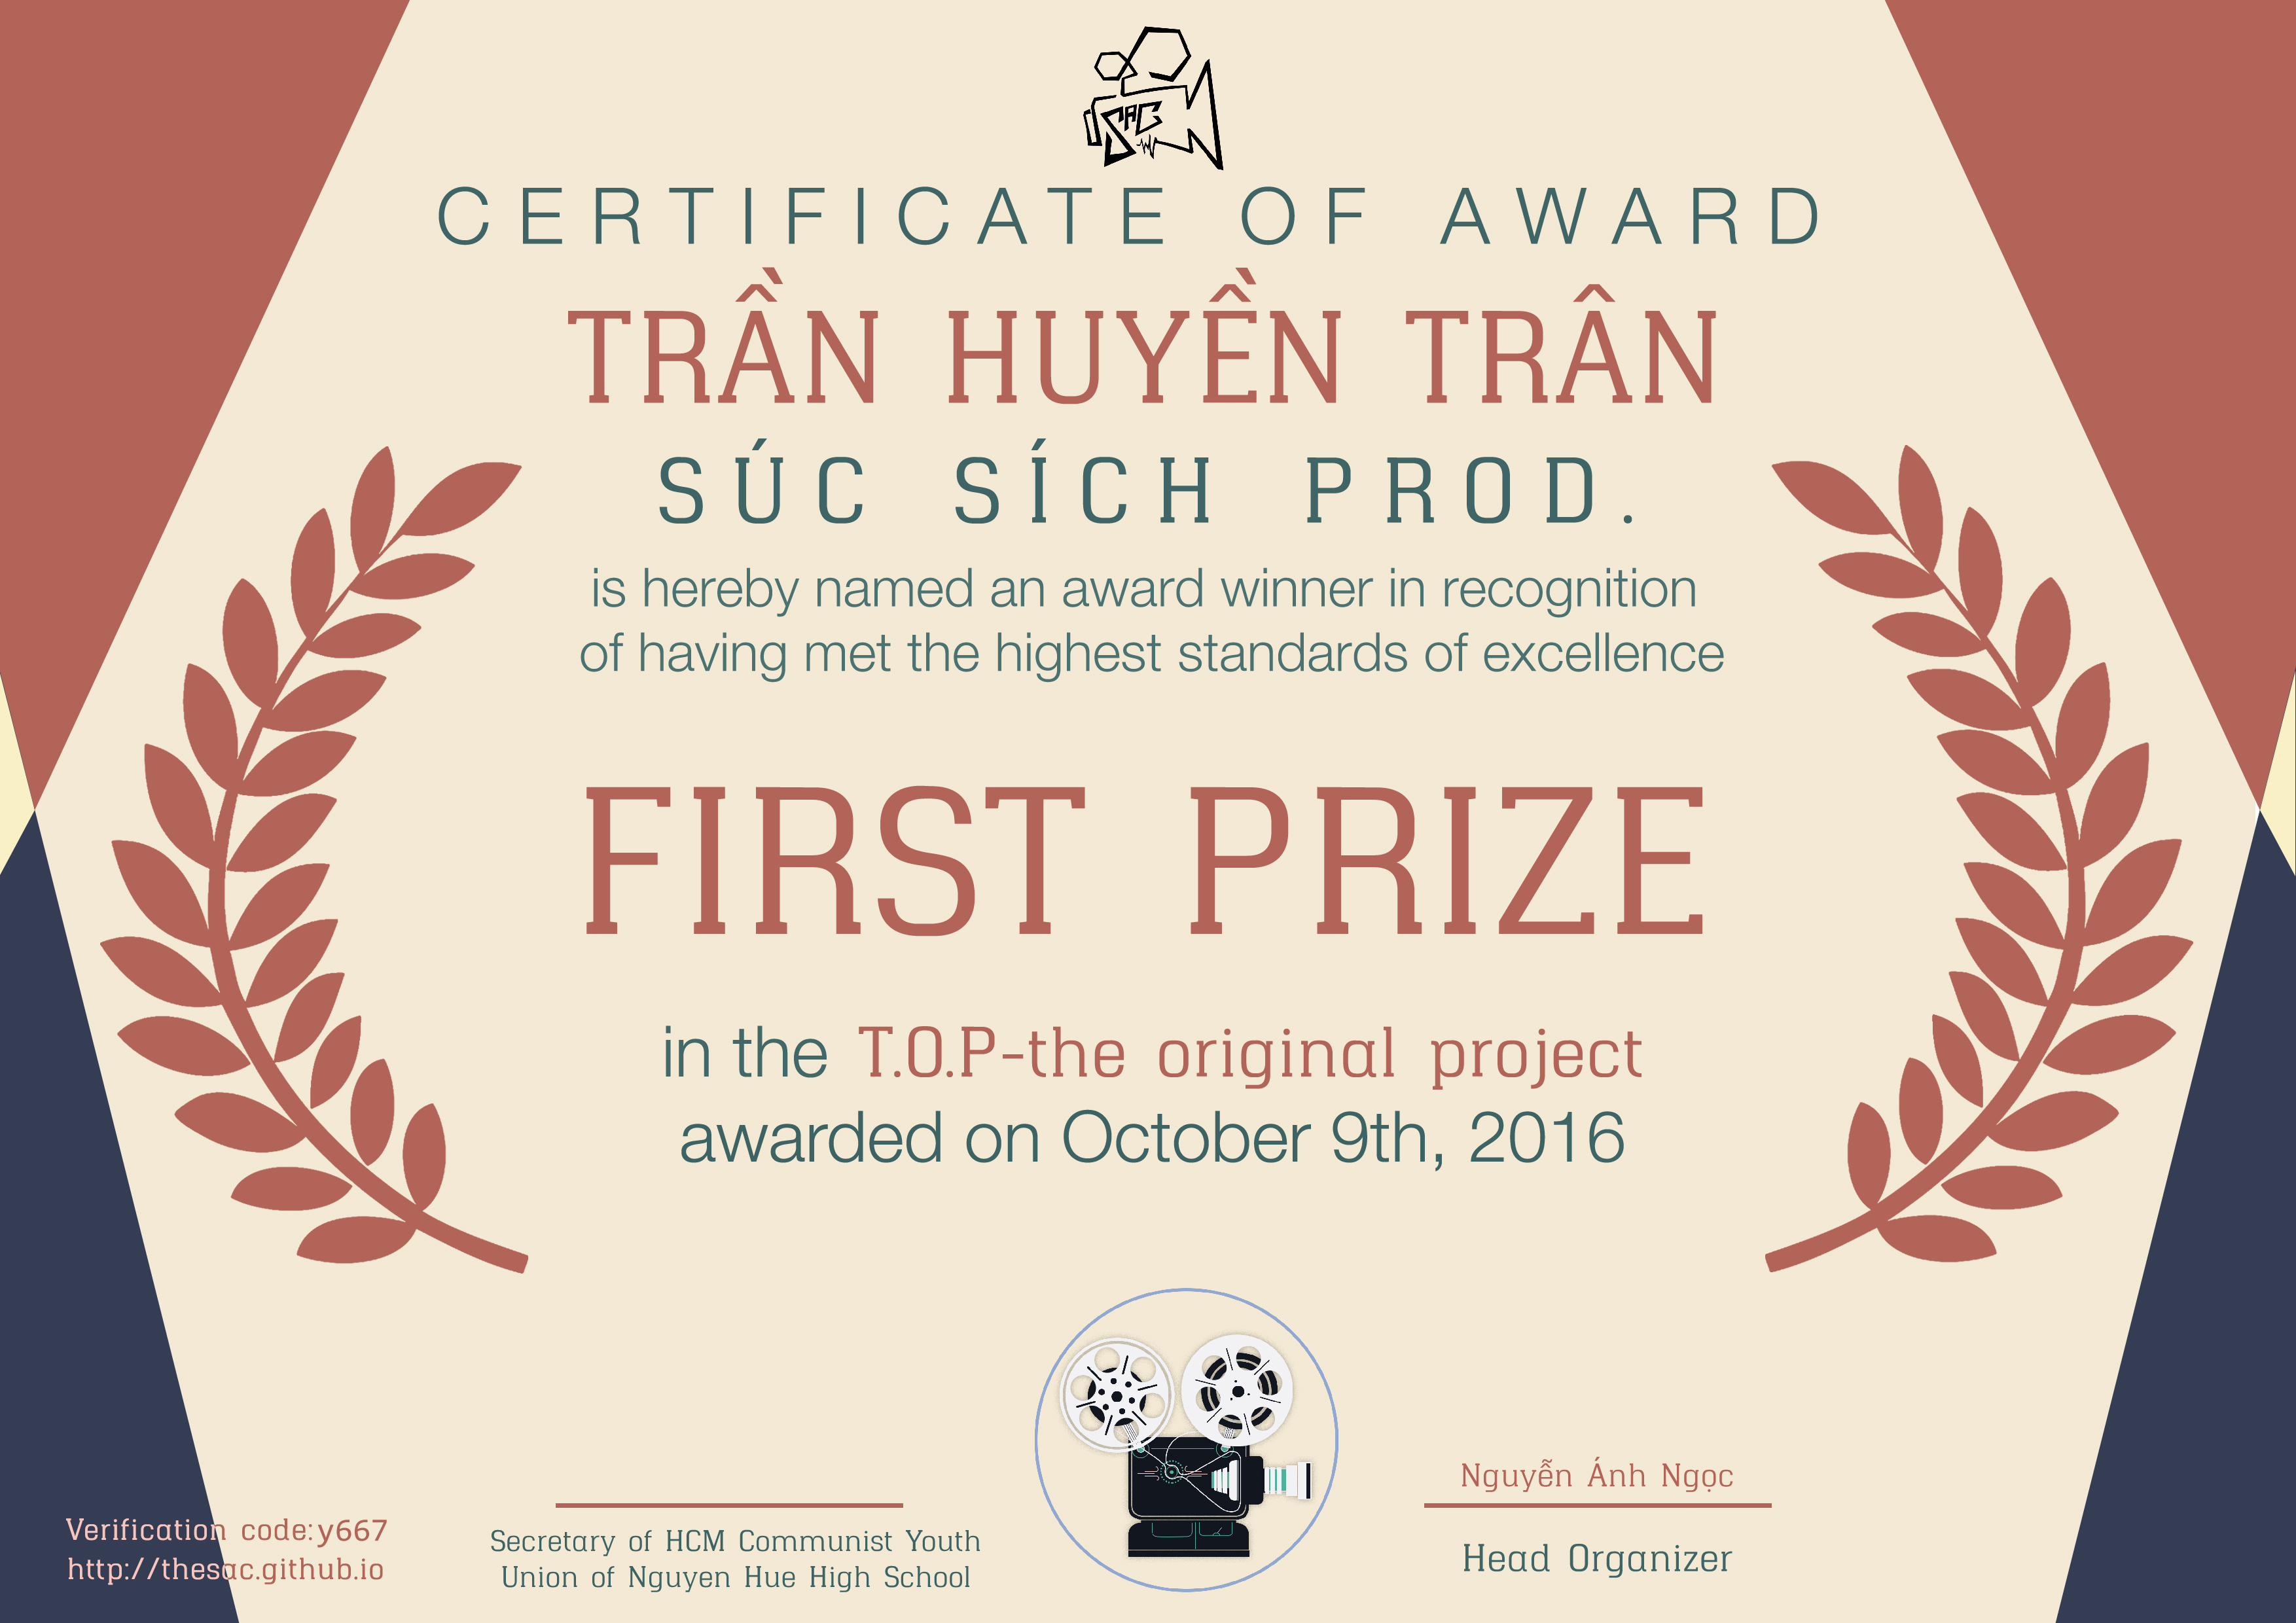 SAC
CERTIFICATE OF AWARD
TRẦN HUYỀN TRÂN
SÚC SÍCH PROD.
is hereby named an award winner in recognition
of having met the highest standards of excellence
FIRST PRIZE
in the T.O.P-the original project
awarded on October 9th, 2016
Verification code:y667
http://thesac.github.io
Secretary of HCM Communist Youth
Union of Nguyen Hue High School
Nguyễn Ánh Ngọc
Head Organizer